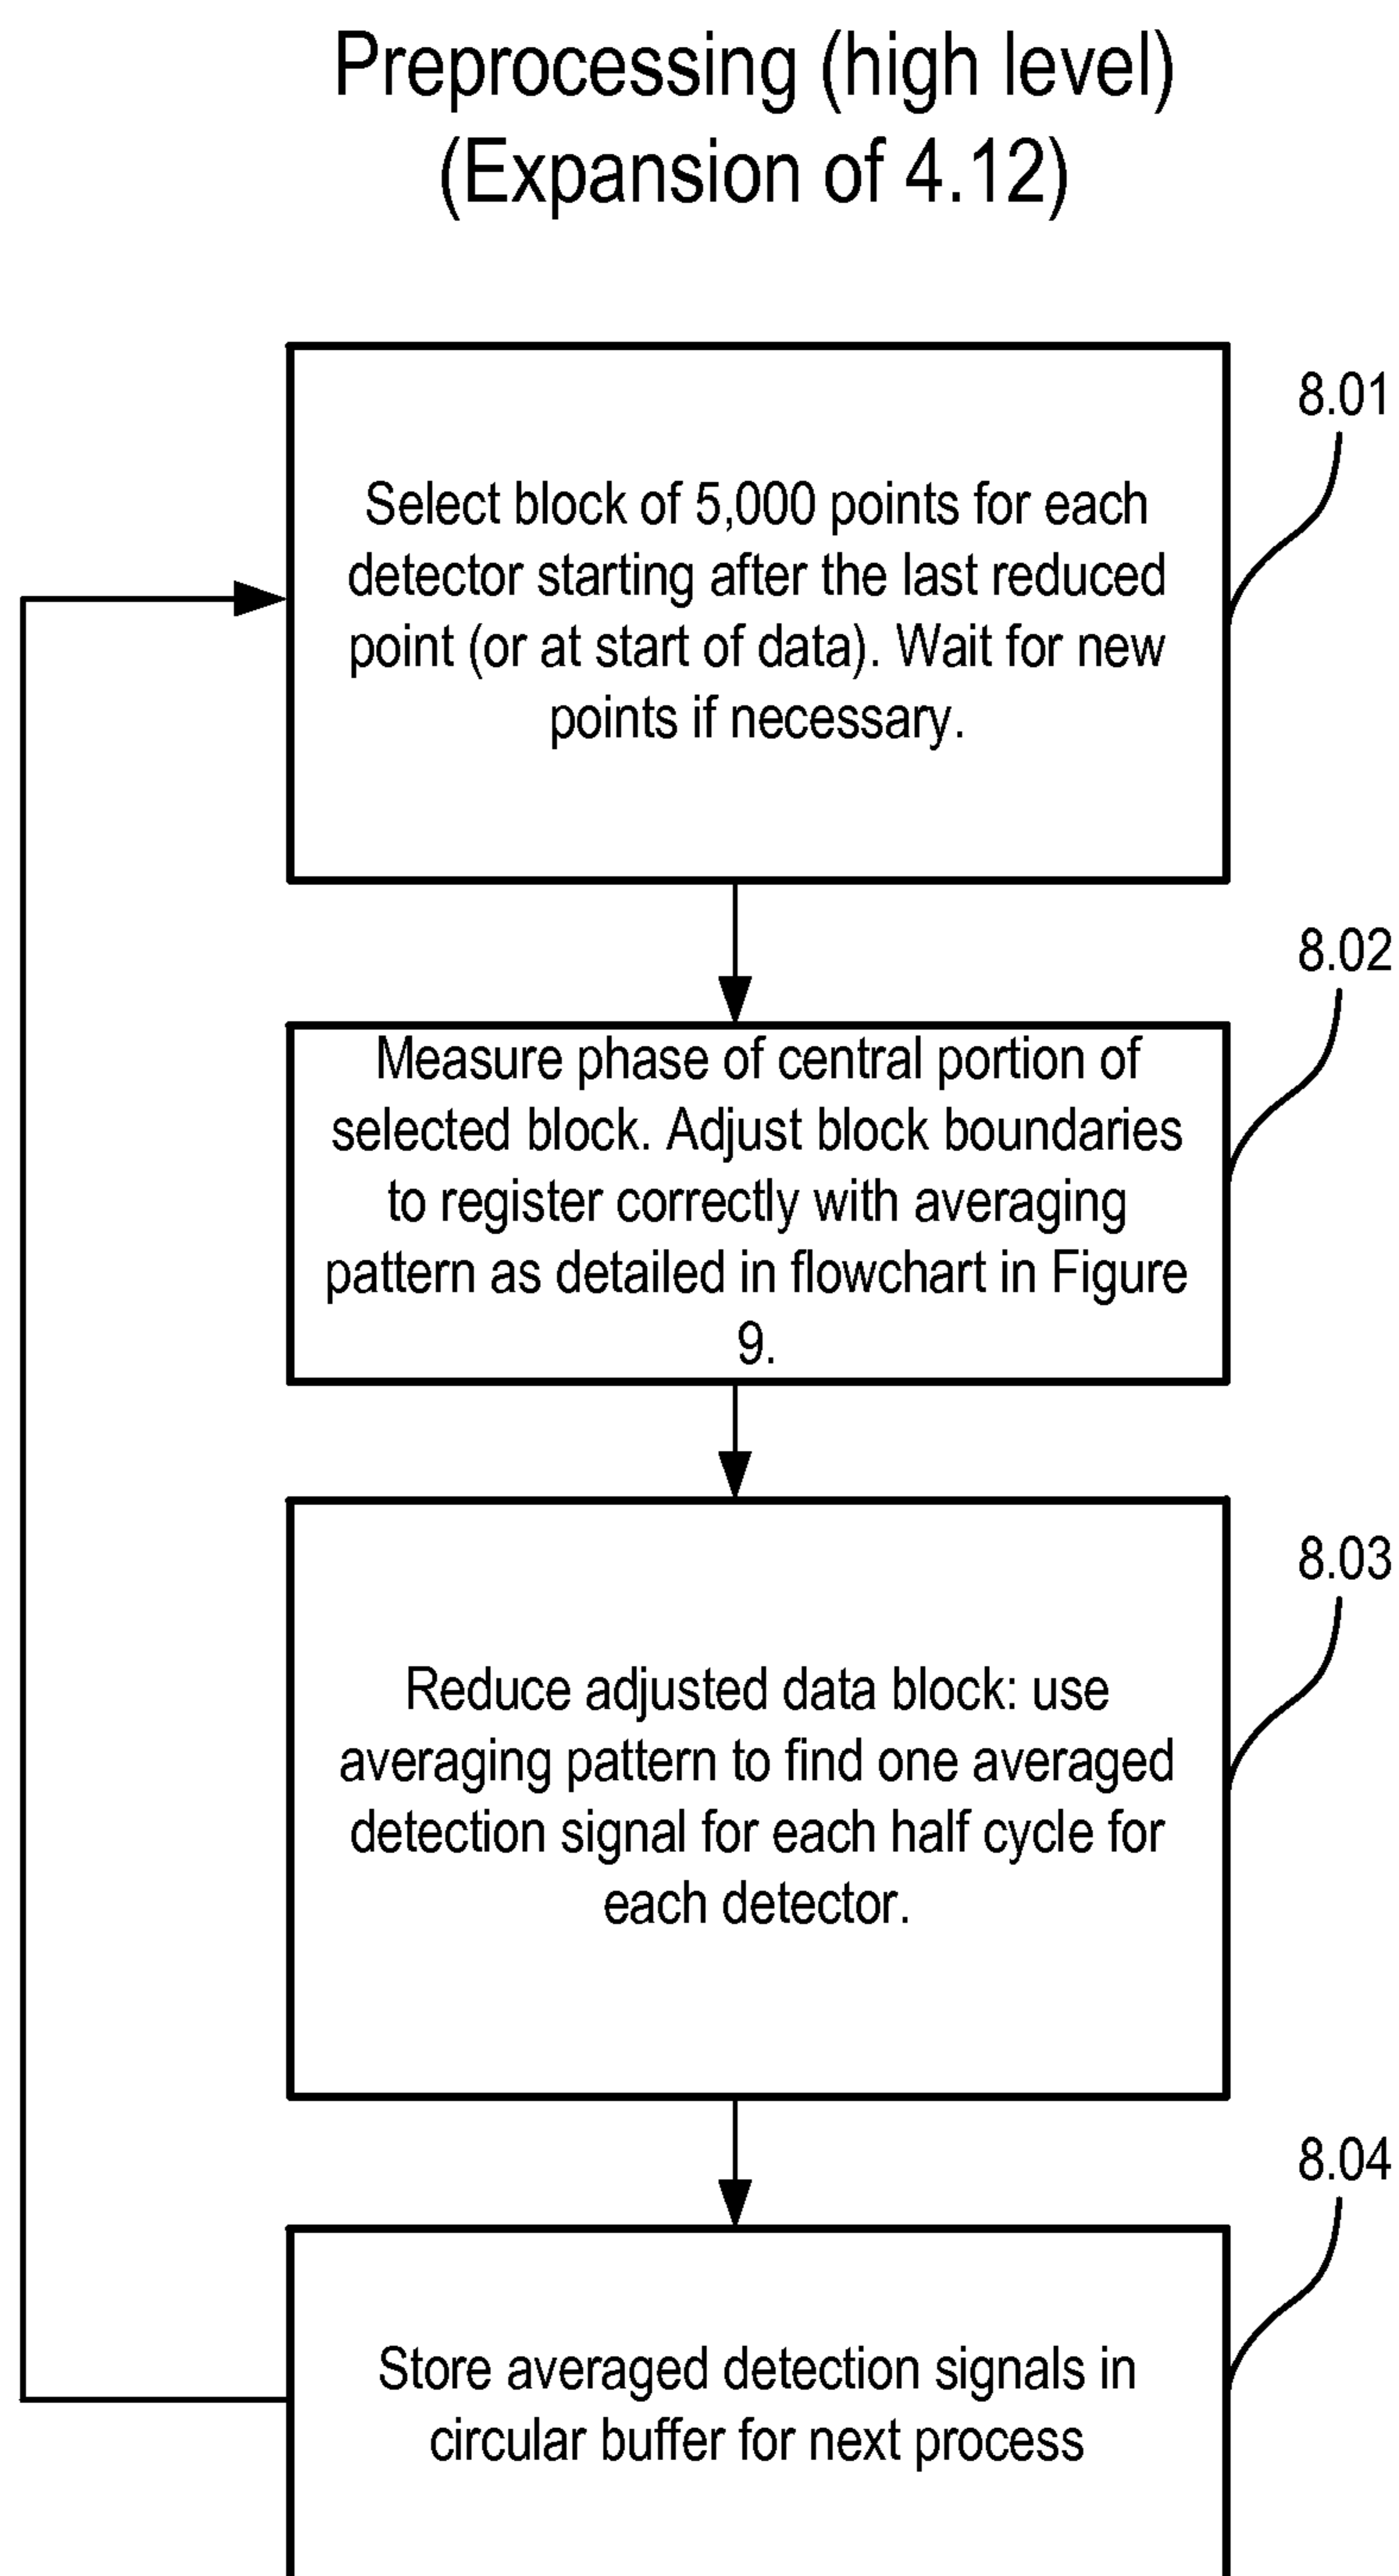 Preprocessing (high level)
(Expansion of 4.12)
8.01
Select block of 5,000 points for each
detector starting after the last reduced
point (or at start of data). Wait for new
points if necessary.
8.02
Measure phase of central portion of
selected block. Adjust block boundaries
to register correctly with averaging
pattern as detailed in flowchart in Figure
9.
8.03
Reduce adjusted data block: use
averaging pattern to find one averaged
detection signal for each half cycle for
each detector.
8.04
Store averaged detection signals in
circular buffer for next process